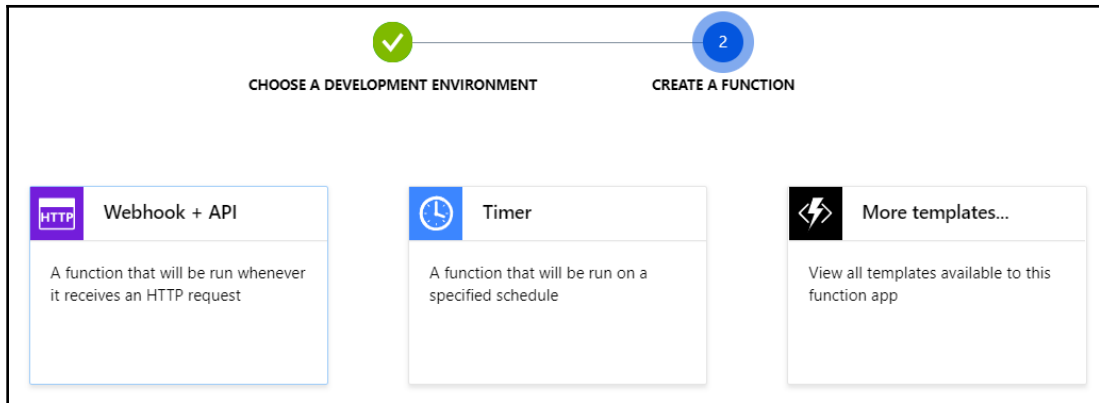 2
CHOOSE A DEVELOPMENT ENVIRONMENT
CREATE A FUNCTION
HTTP
Webhook + API
A function that will be run whenever
it receives an HTTP request
Timer
A function that will be run on a
specified schedule
More templates...
View all templates available to this
function app